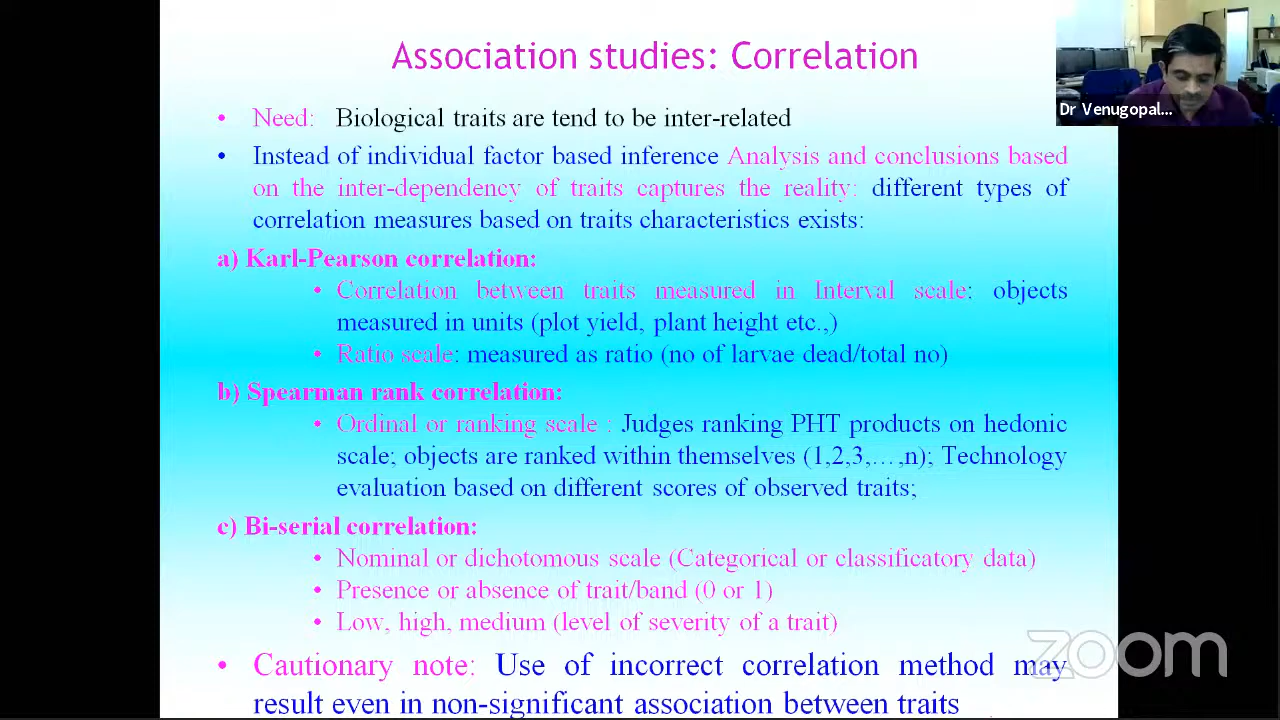 Association studies: Correlation
Dr Venugopal...
• Need: Biological traits are tend to be inter-related
• Instead of individual factor based inference Analysis and conclusions based
on the inter-dependency of traits captures the reality: different types of
correlation measures based on traits characteristics exists:
a) Karl-Pearson correlation:
• Correlation between traits measured in Interval scale: objects
measured in units (plot yield, plant height etc.,)
• Ratio scale: measured as ratio (no of larvae dead/total no)
b) Spearman rank correlation:
• Ordinal or ranking scale : Judges ranking PHT products on hedonic
scale; objects are ranked within themselves (1,2,3,…,n); Technology
evaluation based on different scores of observed traits;
c) Bi-serial correlation:
• Nominal or dichotomous scale (Categorical or classificatory data)
• Presence or absence of trait/band (0 or 1)
• Low, high, medium (level of severity of a trait)
• Cautionary note: Use of incorrect correlation method may
result even in non-significant association between traits
zoom